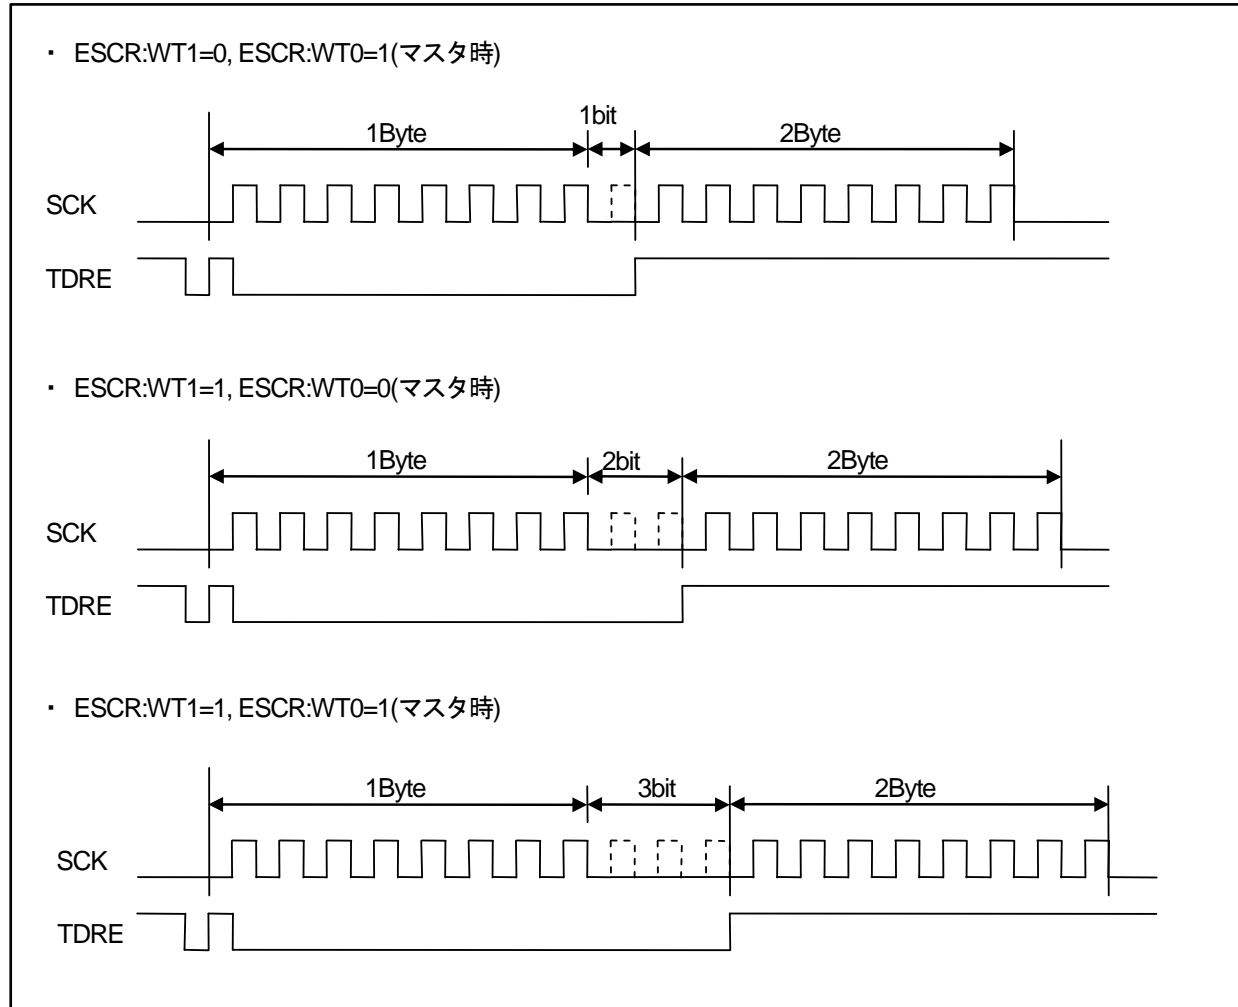 ・ ESCR:WT1=0, ESCR:WT0=1(マスタ時)
1Byte 1bit 2Byte
SCK
TDRE
・ ESCR:WT1=1, ESCR:WT0=0(マスタ時)
1Byte 2bit 2Byte
SCK
TDRE
・ ESCR:WT1=1, ESCR:WT0=1(マスタ時)
1Byte 3bit 2Byte
SCK
TDRE